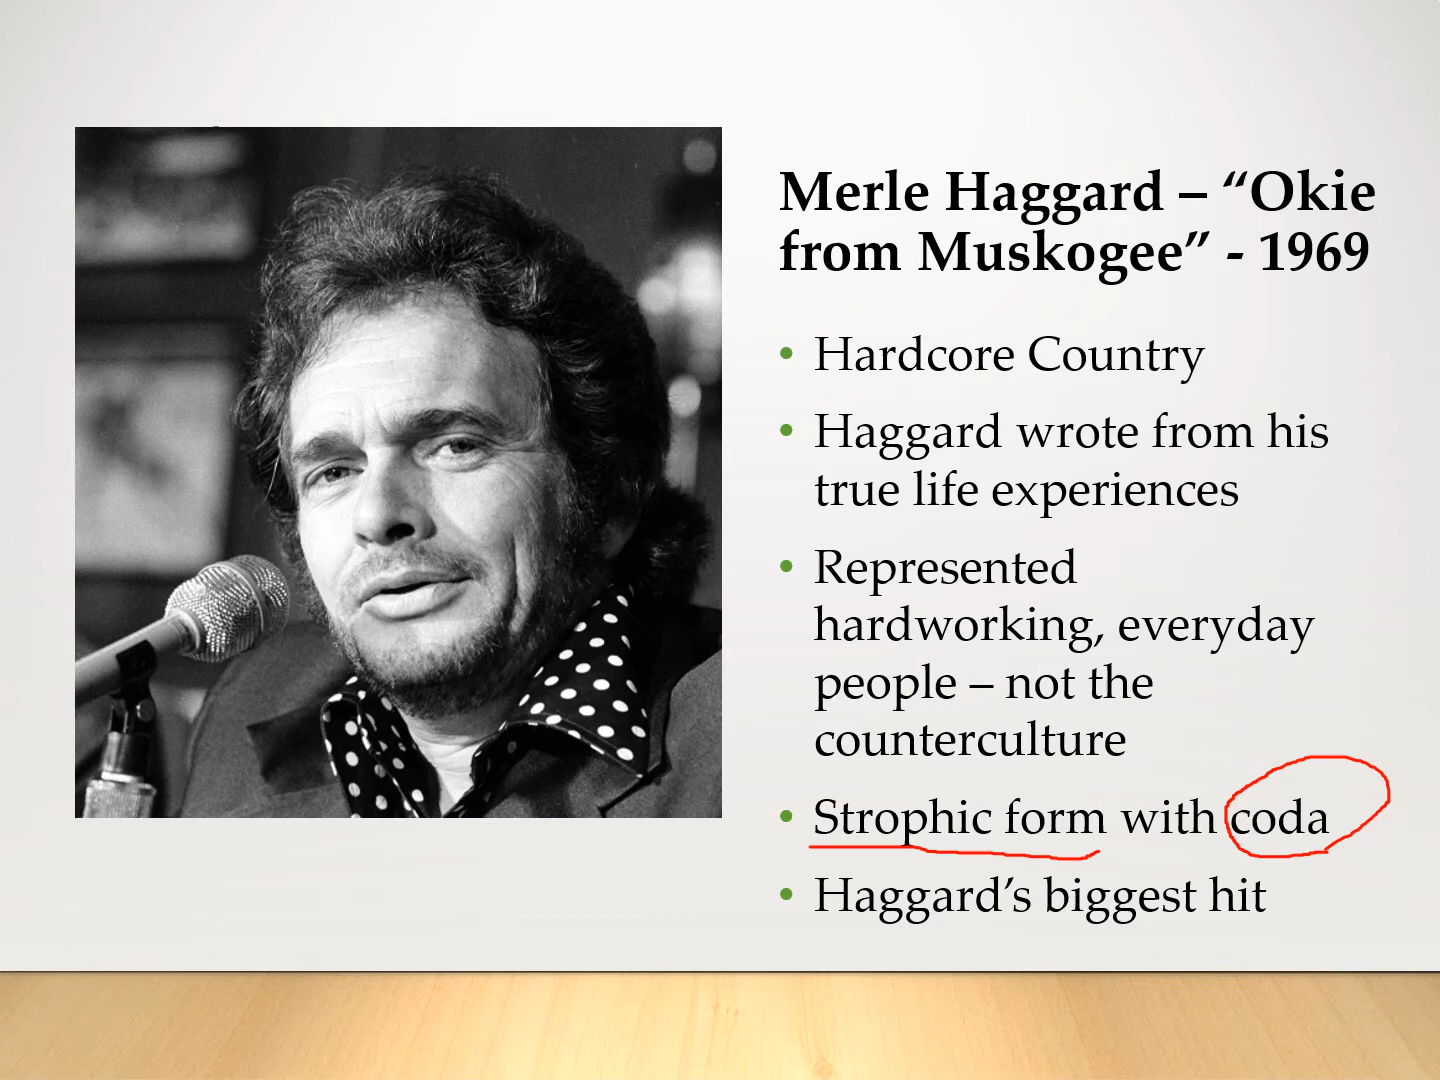 Merle Haggard – “Okie
from Muskogee” - 1969
• Hardcore Country
• Haggard wrote from his
true life experiences
• Represented
hardworking, everyday
people – not the
counterculture
• Strophic form with coda
• Haggard’s biggest hit